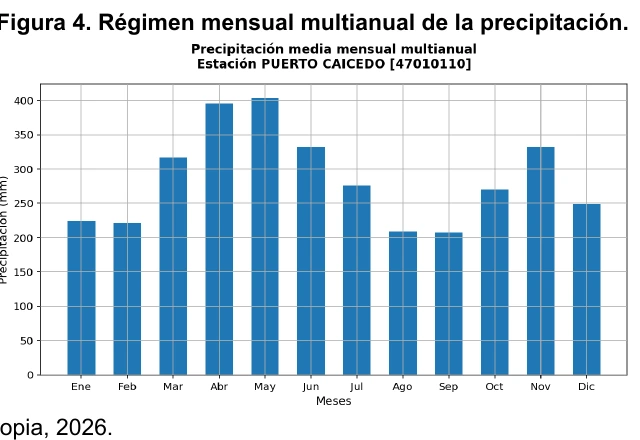 Figura 4. Régimen mensual multianual de la precipitación.
Precipitación media mensual multianual
Estación PUERTO CAICEDO [47010110]
Precipitación (mm)
400
350
300
250
200
150
100
50
0
Ene Feb Mar Abr May Jun Jul Ago Sep Oct Nov Dic
Meses
opia, 2026.